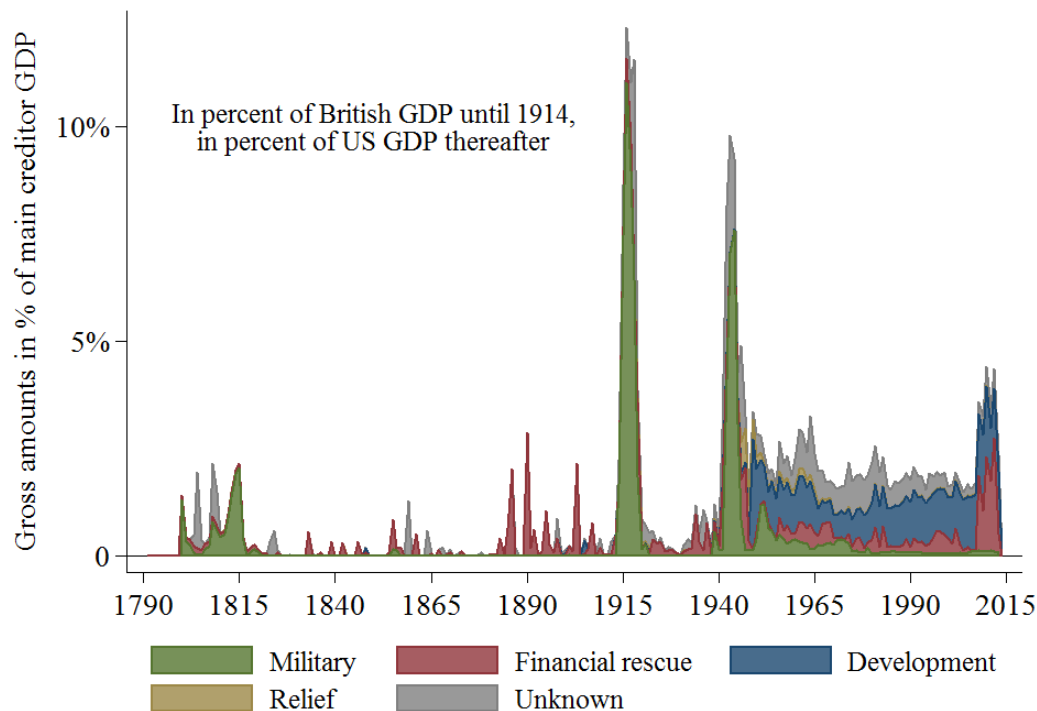 Gross amounts in % of main creditor GDP
In percent of British GDP until 1914,
in percent of US GDP thereafter
10%
5%
0
1790 1815 1840 1865 1890 1915 1940 1965 1990 2015
Military Financial rescue Development
Relief Unknown